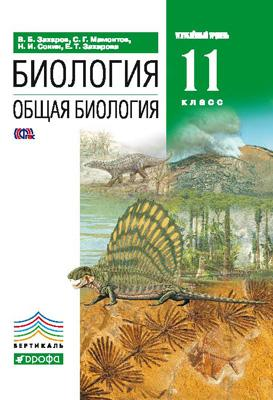 В. Б. Захаров, С. Г. Мамонтов,
Н. И. Сонин, Е. Т. Захарова
УГЛУБЛЁННЫЙ УРОВЕНЬ
БИОЛОГИЯ
ОБЩАЯ БИОЛОГИЯ
11
КЛАСС
ВЕРТИКАЛЬ
ДРОФА